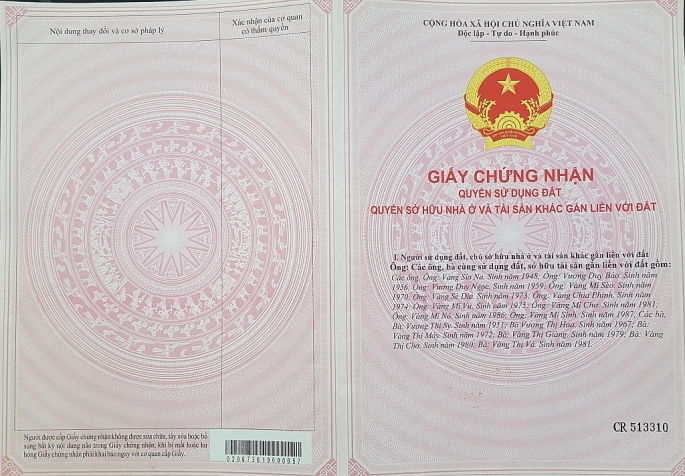 Nội dung thay đổi và cơ sở pháp lý
Xác nhận của cơ quan
có thẩm quyền
Người được cấp Giấy chứng nhận không được sửa chữa, tẩy xóa hoặc bổ
sung bất kỳ nội dung nào trong Giấy chứng nhận; khi bị mất hoặc hư
hỏng Giấy chứng nhận phải khai báo ngay với cơ quan cấp Giấy.
CỘNG HÒA XÃ HỘI CHỦ NGHĨA VIỆT NAM
Độc lập - Tự do - Hạnh phúc
VIỆT NAM
GIẤY CHỨNG NHẬN
QUYỀN SỬ DỤNG ĐẤT
QUYỀN SỞ HỮU NHÀ Ở VÀ TÀI SẢN KHÁC GẮN LIỀN VỚI ĐẤT
I. Người sử dụng đất, chủ sở hữu nhà ở và tài sản khác gắn liền với đất
Ông: Các ông, bà cùng sử dụng đất, sở hữu tài sản gắn liền với đất gồm:
Các ông, Ông: Vàng Sìa Na. Sinh năm 1948; Ông: Vương Duy Bảo. Sinh năm
1956; Ông: Vương Duy Ngọc. Sinh năm 1959; Ông: Vàng Mí Sèo. Sinh năm
1970; Ông: Vàng Sè Dìa. Sinh năm 1973; Ông. Vàng Chìa Phình. Sinh năm
1974; Ông: Vàng Mí Vư. Sinh năm 1975; Ông: Vàng Mí Chơ. Sinh năm 1981;
Ông: Vàng Mí Nô. Sinh năm 1986; Ông: Vàng Mí Sình. Sinh năm 1987, Các bà,
Bà: Vương Thị Sy. Sinh năm 1951; Bà Vương Thị Hoa. Sinh năm 1967; Bà:
Vàng Thị Mấy. Sinh năm 1972; Bà: Vàng Thị Giàng. Sinh năm 1979; Bà: Vàng
Thị Chở. Sinh năm 1980; Bà: Vàng Thị Vá. Sinh năm 1981.
CR 513310